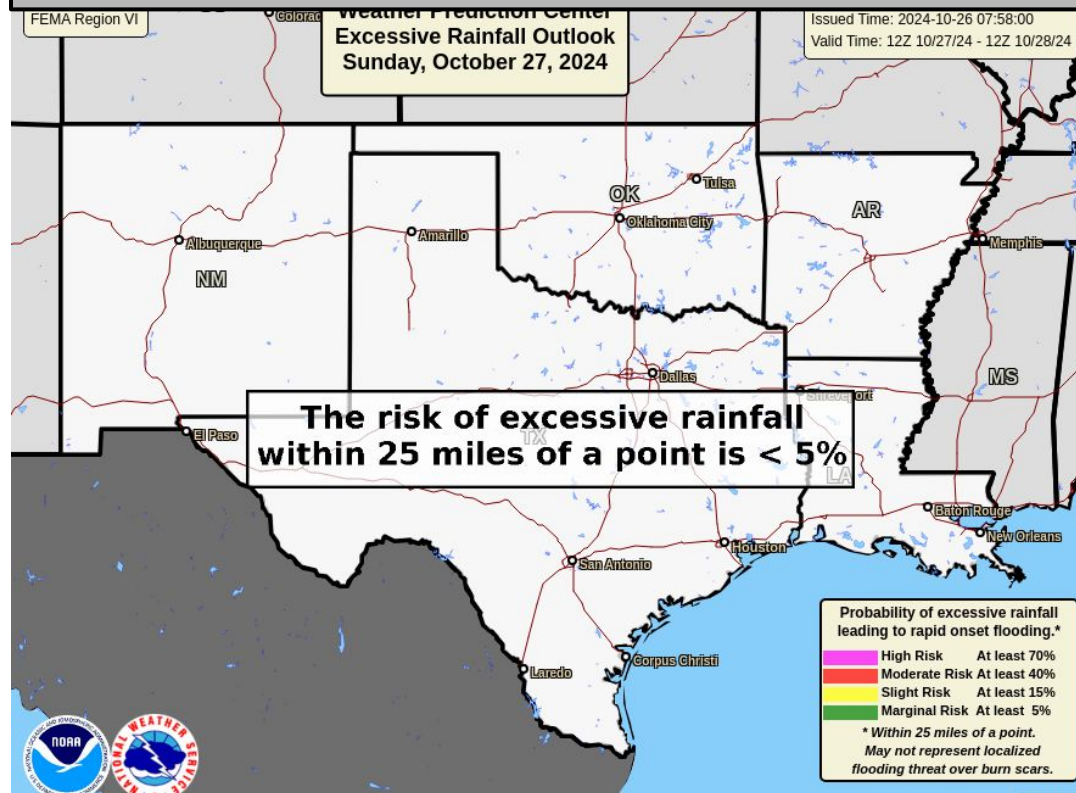 FEMA Region VI
Weather Prediction Center
Excessive Rainfall Outlook
Sunday, October 27, 2024
Issued Time: 2024-10-26 07:58:00
Valid Time: 12Z 10/27/24 - 12Z 10/28/24
Colorad
Tulsa
OK
Oklahoma City
AR
Albuquerque
Amarillo
Memphis
NM
Dallas
MS
Shreveport
The risk of excessive rainfall
within 25 miles of a point is < 5%
El Paso
TX
LA
Baton Rouge
New Orleans
Houston
San Antonio
Laredo
Corpus Christi
Probability of excessive rainfall
leading to rapid onset flooding.*
High Risk At least 70%
Moderate Risk At least 40%
Slight Risk At least 15%
Marginal Risk At least 5%
* Within 25 miles of a point.
May not represent localized
flooding threat over burn scars.
NOAA
NATIONAL WEATHER SERVICE